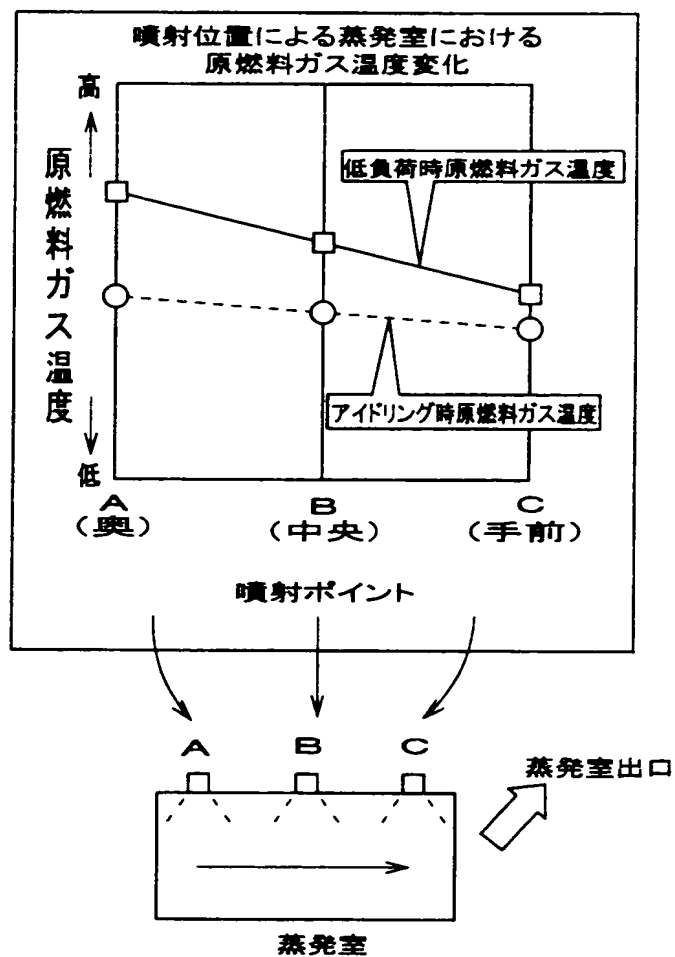 噴射位置による蒸発室における
原燃料ガス温度変化
高
原燃料ガス温度
低
低負荷時原燃料ガス温度
アイドリング時原燃料ガス温度
A
(奥)
B
(中央)
C
(手前)
噴射ポイント
A
B
C
蒸発室出口
蒸発室